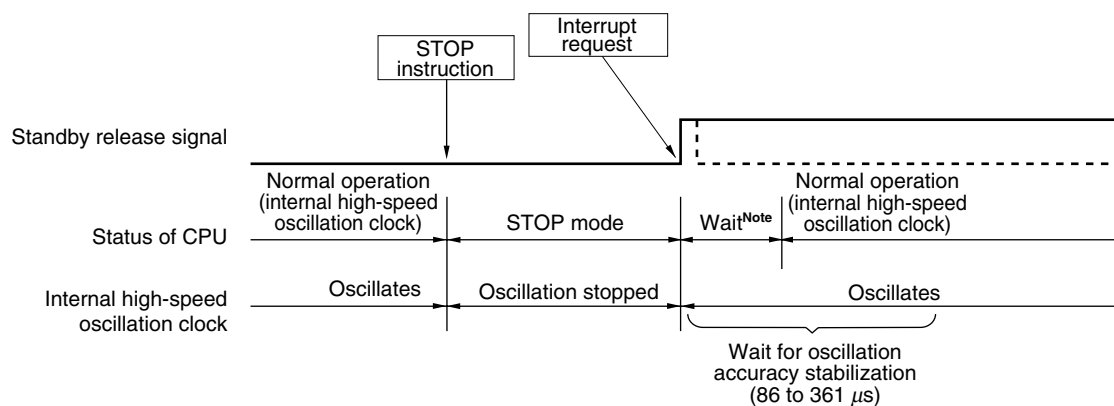 Interrupt
request
STOP
instruction
Standby release signal
Normal operation
(internal high-speed
oscillation clock)
Normal operation
(internal high-speed
oscillation clock)
Status of CPU
STOP mode
WaitNote
Internal high-speed
oscillation clock
Oscillates
Oscillation stopped
Oscillates
Wait for oscillation
accuracy stabilization
(86 to 361 μs)